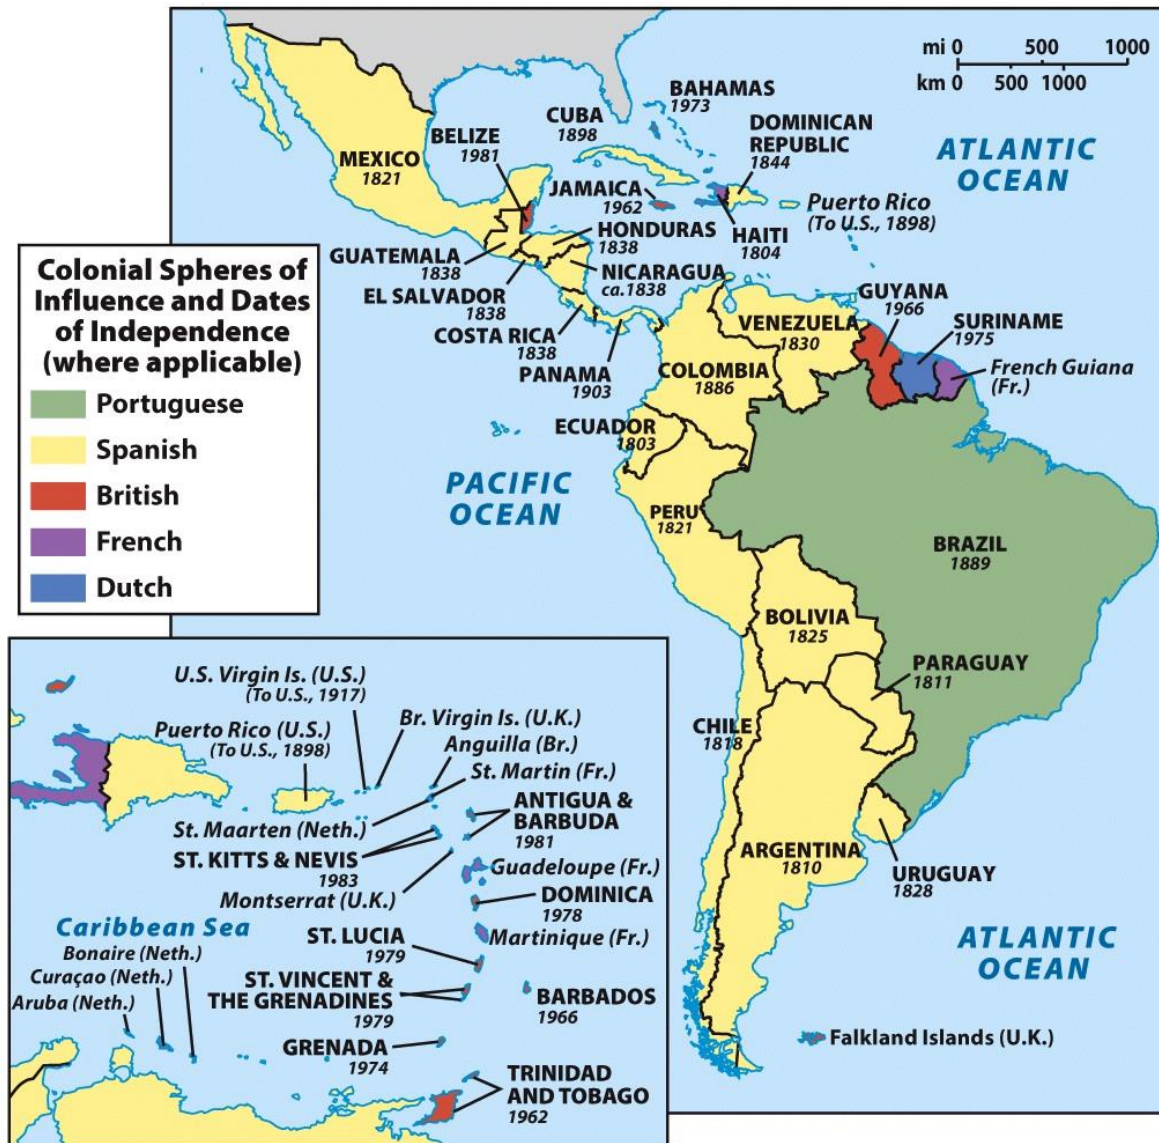 mi 0 500 1000
km 0 500 1000
BAHAMAS
1973
CUBA
1898
DOMINICAN
REPUBLIC
1844
ATLANTIC
OCEAN
BELIZE
1981
MEXICO
1821
JAMAICA
1962
Puerto Rico
(To U.S., 1898)
HONDURAS
1838
HAITI
1804
GUATEMALA
1838
NICARAGUA
ca.1838
EL SALVADOR
1838
COSTA RICA
1838
PANAMA
1903
GUYANA
1966
SURINAME
1975
French Guiana
(Fr.)
VENEZUELA
1830
COLOMBIA
1886
ECUADOR
1803
PACIFIC
OCEAN
PERU
1821
BRAZIL
1889
BOLIVIA
1825
PARAGUAY
1811
CHILE
1818
ARGENTINA
1810
URUGUAY
1828
ATLANTIC
OCEAN
Falkland Islands (U.K.)
Colonial Spheres of
Influence and Dates
of Independence
(where applicable)
Portuguese
Spanish
British
French
Dutch
U.S. Virgin Is. (U.S.)
(To U.S., 1917)
Puerto Rico (U.S.)
(To U.S., 1898)
Br. Virgin Is. (U.K.)
Anguilla (Br.)
St. Martin (Fr.)
St. Maarten (Neth.)
ANTIGUA &
BARBUDA
1981
ST. KITTS & NEVIS
1983
Guadeloupe (Fr.)
Montserrat (U.K.)
DOMINICA
1978
Caribbean Sea
ST. LUCIA
1979
Martinique (Fr.)
Bonaire (Neth.)
Curaçao (Neth.)
Aruba (Neth.)
ST. VINCENT &
THE GRENADINES
1979
BARBADOS
1966
GRENADA
1974
TRINIDAD
AND TOBAGO
1962